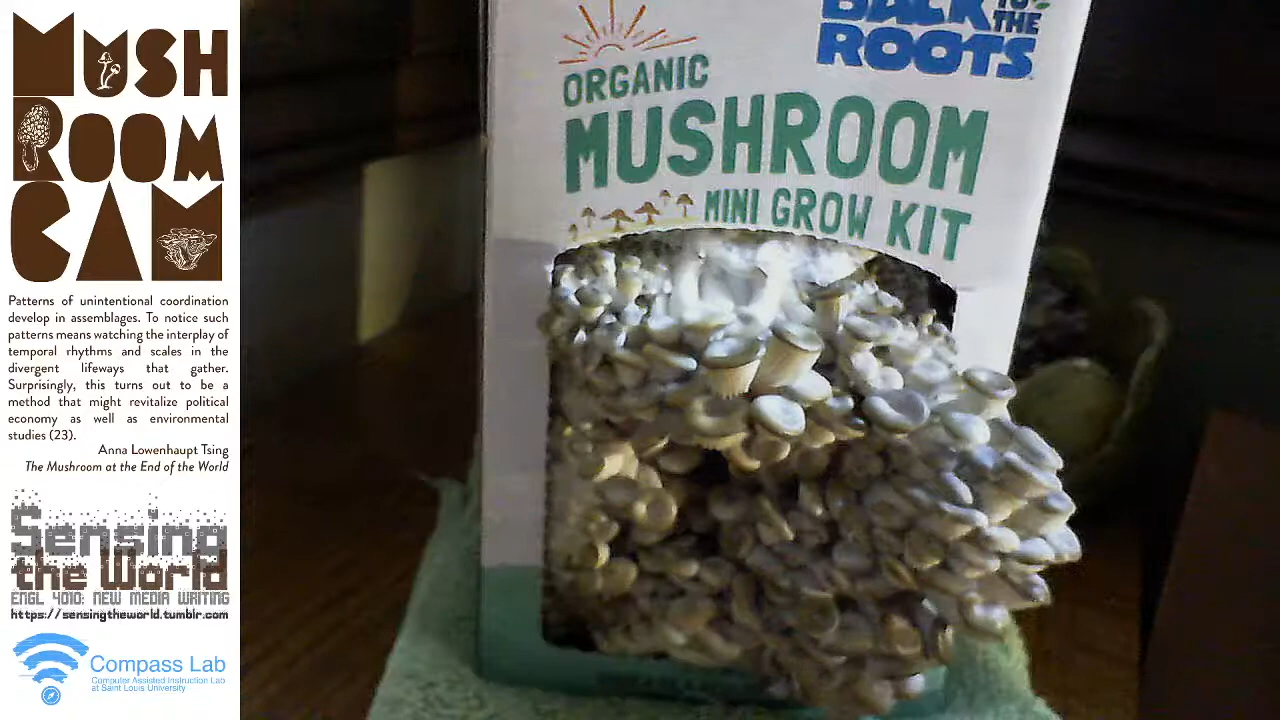 MUSH
ROOM
CAM
Patterns of unintentional coordination
develop in assemblages. To notice such
patterns means watching the interplay of
temporal rhythms and scales in the
divergent lifeways that gather.
Surprisingly, this turns out to be a
method that might revitalize political
economy as well as environmental
studies (23).
Anna Lowenhaupt Tsing
The Mushroom at the End of the World
Sensing
the World
ENGL 4010: NEW MEDIA WRITING
https://sensingtheworld.tumblr.com
Compass Lab
Computer Assisted Instruction Lab
at Saint Louis University
BACK TO THE
ROOTS
ORGANIC
MUSHROOM
MINI GROW KIT